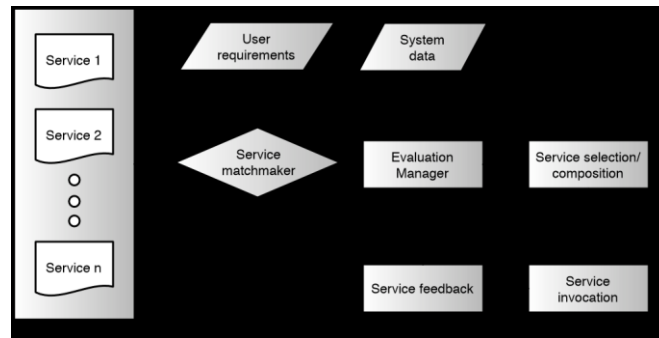 Service 1
Service 2
Service n
User
requirements
System
data
Service
matchmaker
Evaluation
Manager
Service selection/
composition
Service feedback
Service
invocation